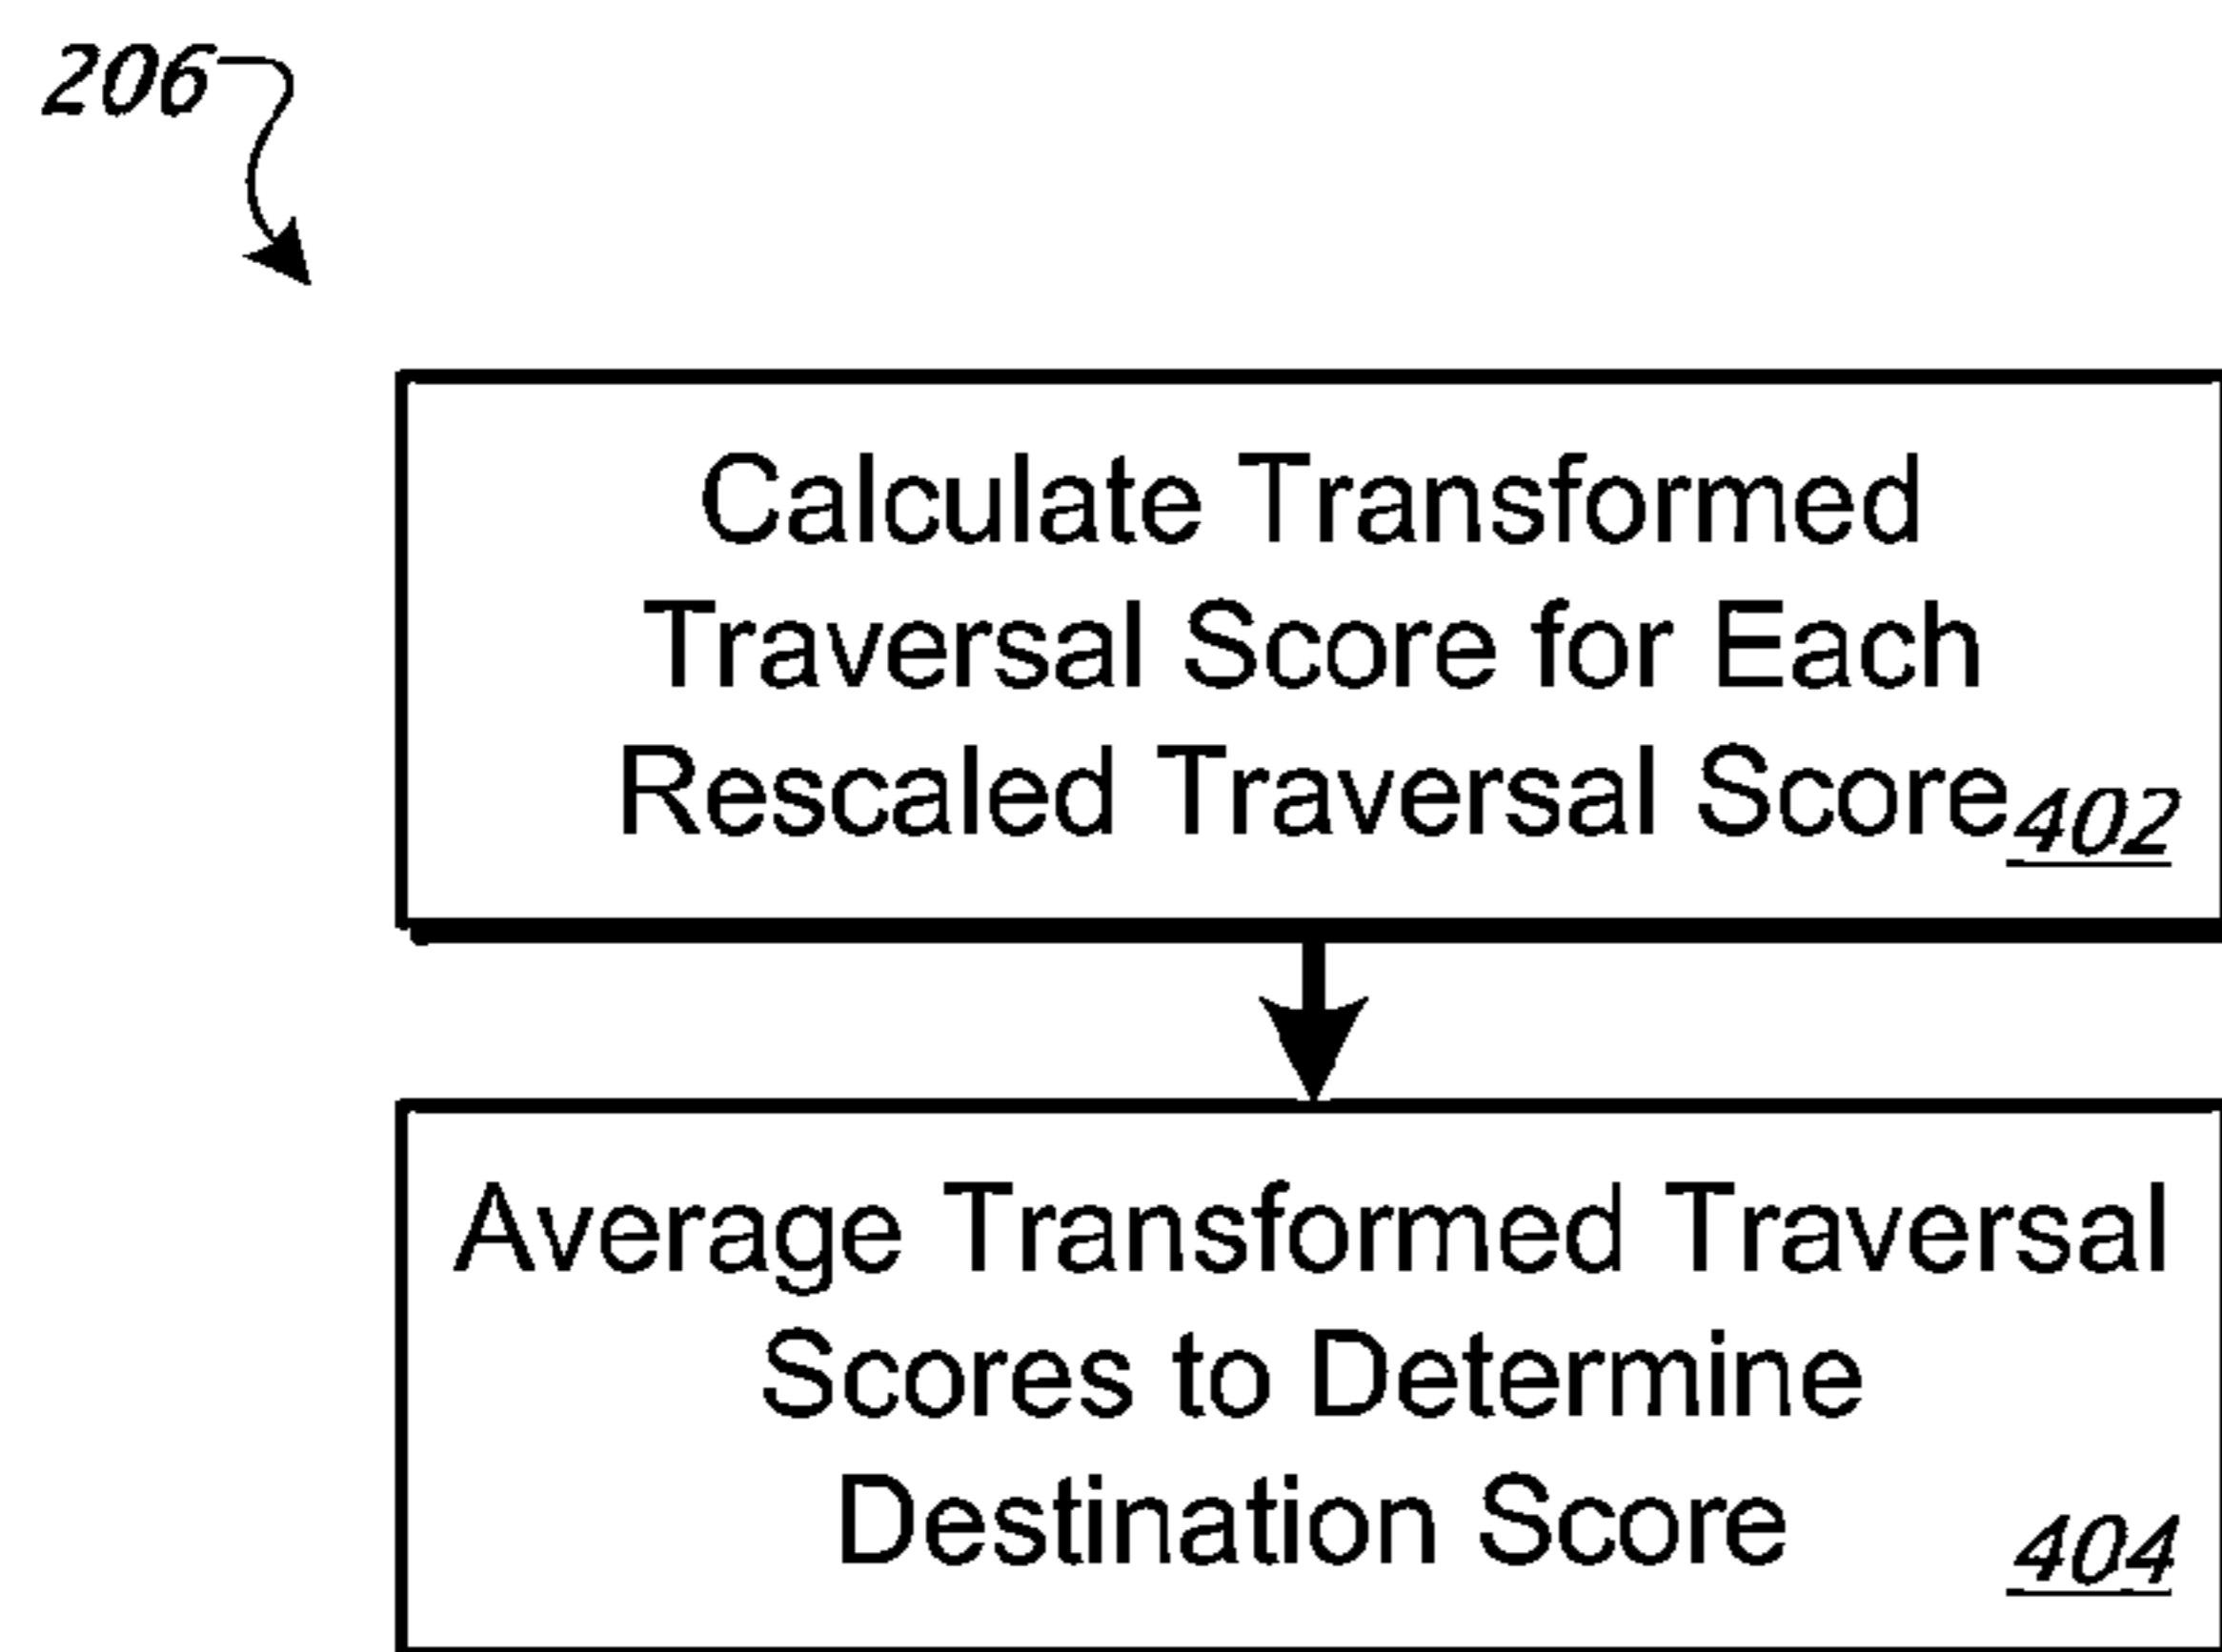 206
Calculate Transformed
Traversal Score for Each
Rescaled Traversal Score 402
Average Transformed Traversal
Scores to Determine
Destination Score 404